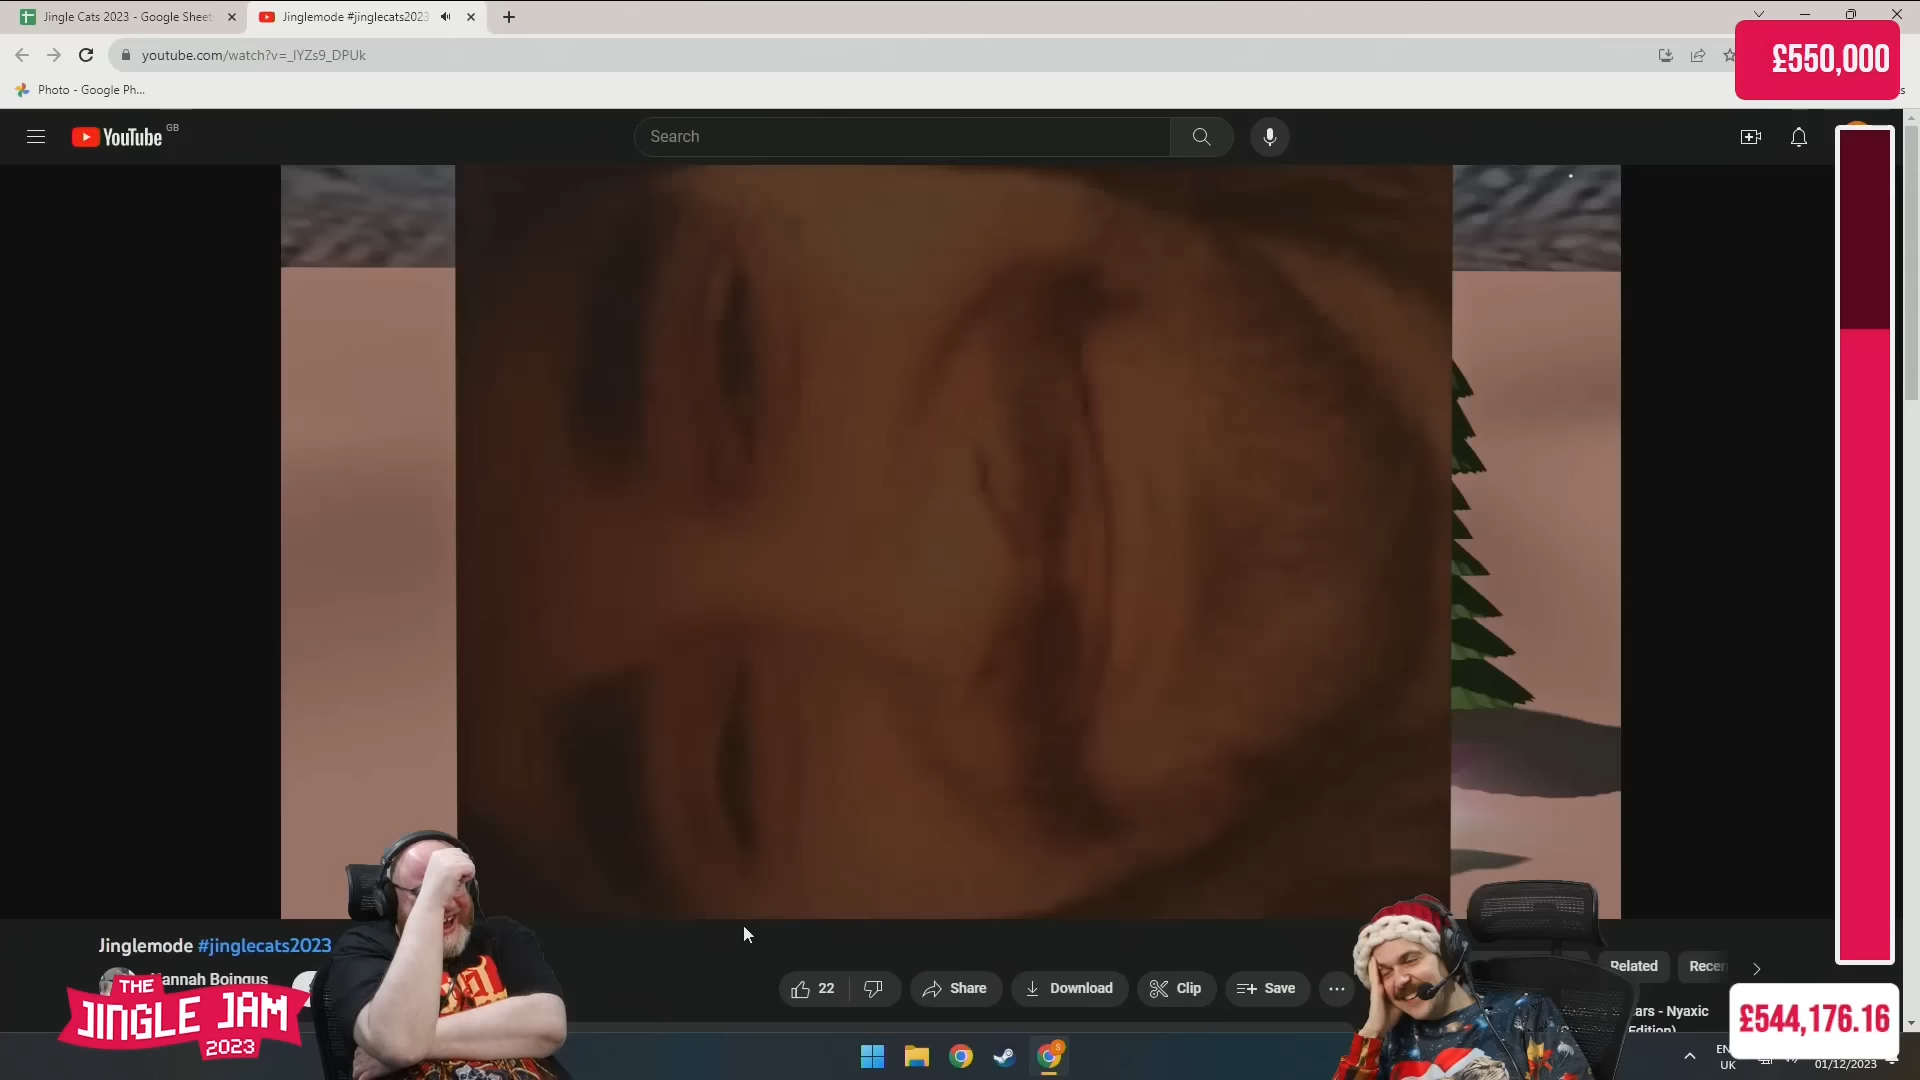 Jingle Cats 2023 - Google Sheet
Jinglemode #jinglecats2023
youtube.com/watch?v=_lYZs9_DPUk
£550,000
Photo - Google Ph...
YouTube
GB
Search
Jinglemode #jinglecats2023
annah Boingus
22
Share
Download
Clip
Save
Related
Recen
ars - Nyaxic
Edition)
THE
JINGLE JAM
2023
£544,176.16
UK
01/12/2023